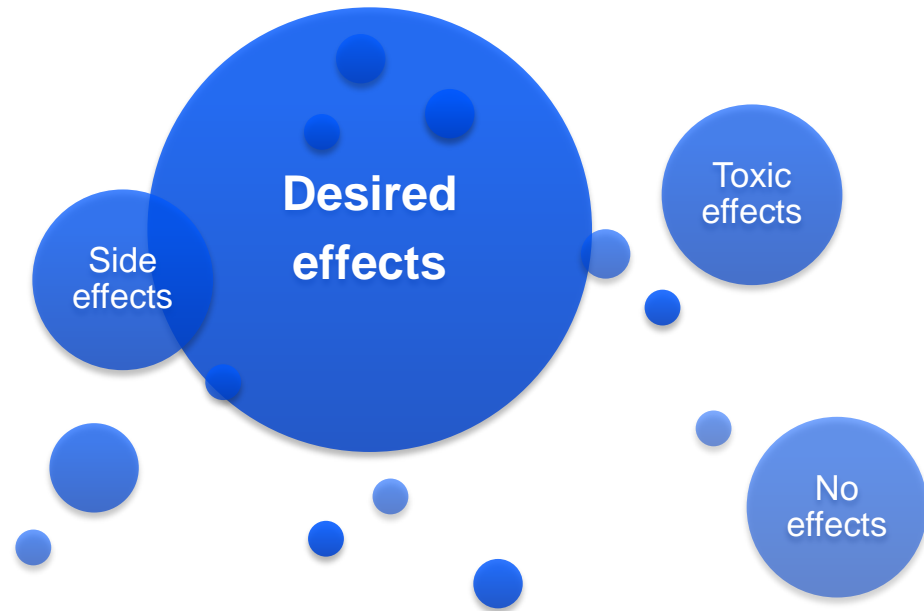 Desired
effects
Toxic
effects
Side
effects
No
effects